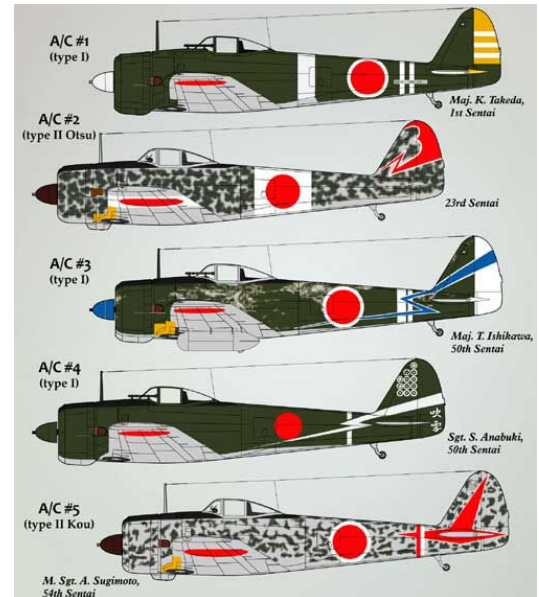 A/C #1
(type I)
Maj. K. Takeda,
1st Sentai
A/C #2
(type II Otsu)
23rd Sentai
A/C #3
(type I)
Maj. T. Ishikawa,
50th Sentai
A/C #4
(type I)
Sgt. S. Anabuki,
50th Sentai
A/C #5
(type II Kou)
M. Sgt. A. Sugimoto,
54th Sentai